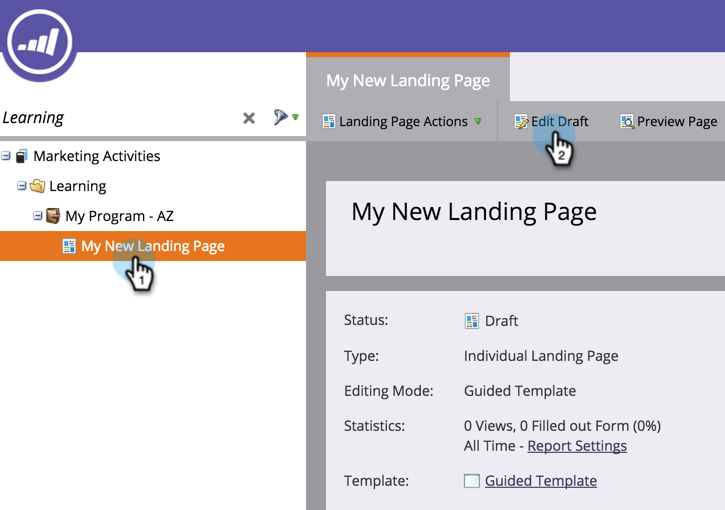 My New Landing Page
Learning
Landing Page Actions
Edit Draft
Preview Page
2
Marketing Activities
Learning
My Program - AZ
My New Landing Page
1
My New Landing Page
Status: Draft
Type: Individual Landing Page
Editing Mode: Guided Template
Statistics: 0 Views, 0 Filled out Form (0%)
All Time - Report Settings
Template: Guided Template